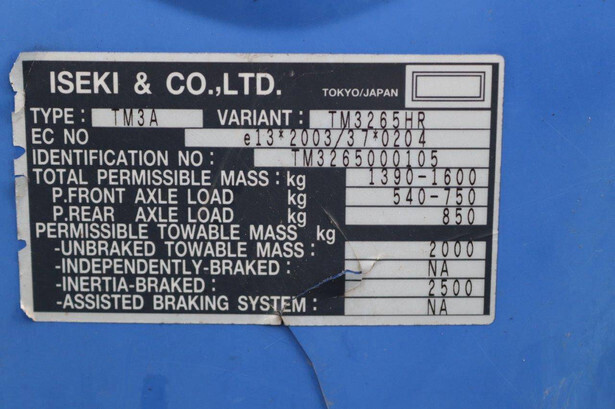 ISEKI & CO.,LTD. TOKYO/JAPAN
TYPE : TM3A VARIANT : TM3265HR
EC NO e13*2003/37*0204
IDENTIFICATION NO : TM3265000105
TOTAL PERMISSIBLE MASS : kg 1390-1600
P.FRONT AXLE LOAD kg 540-750
P.REAR AXLE LOAD kg 850
PERMISSIBLE TOWABLE MASS kg
-UNBRAKED TOWABLE MASS : 2000
-INDEPENDENTLY-BRAKED : NA
-INERTIA-BRAKED : 2500
-ASSISTED BRAKING SYSTEM : NA